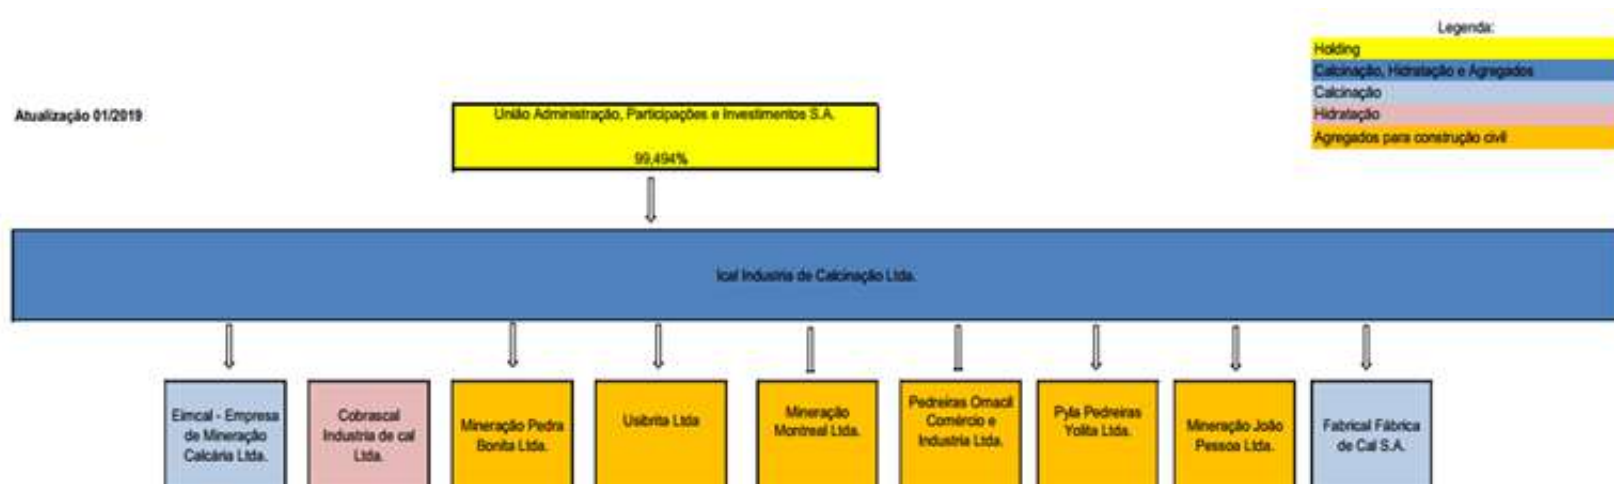 Legenda:
Holding
Calcinação, Hidratação e Agregados
Calcinação
Hidratação
Agregados para construção civil
Atualização 01/2019
União Administração, Participações e Investimentos S.A.
99,494%
Ical Industria de Calcinação Ltda.
Eimcal - Empresa
de Mineração
Calcária Ltda.
Cobrascal
Industria de cal
Ltda.
Mineração Pedra
Bonita Ltda.
Usibrita Ltda
Mineração
Montreal Ltda.
Pedreiras Omacil
Comércio e
Industria Ltda.
Pyla Pedreiras
Yolita Ltda.
Mineração João
Pessoa Ltda.
Fabrical Fábrica
de Cal S.A.